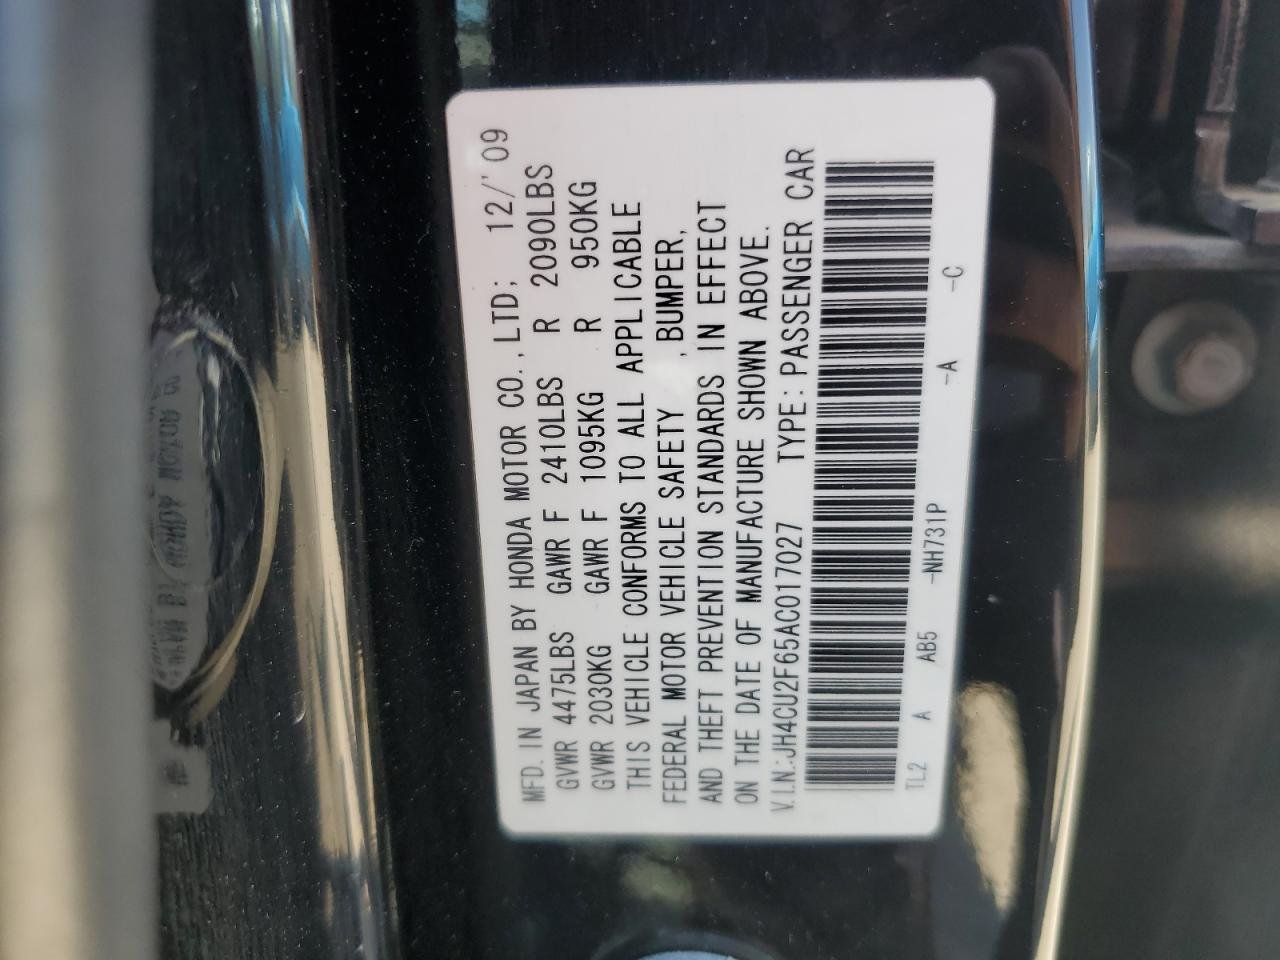 MFD. IN JAPAN BY HONDA MOTOR CO., LTD; 12/'09
GVWR 4475LBS GAWR F 2410LBS R 2090LBS
GVWR 2030KG GAWR F 1095KG R 950KG
THIS VEHICLE CONFORMS TO ALL APPLICABLE
FEDERAL MOTOR VEHICLE SAFETY , BUMPER,
AND THEFT PREVENTION STANDARDS IN EFFECT
ON THE DATE OF MANUFACTURE SHOWN ABOVE.
V.I.N.:JH4CU2F65AC017027 TYPE: PASSENGER CAR
TL2 A AB5 -NH731P -A -C